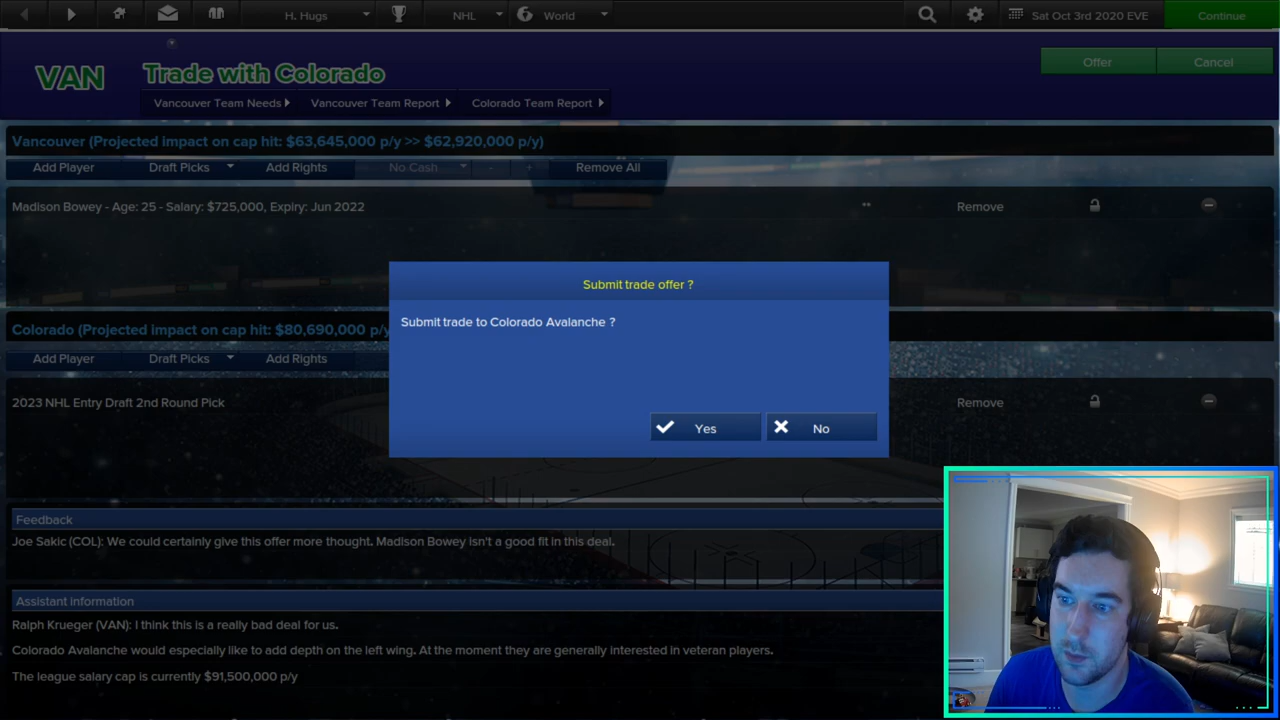 H. Hugs
NHL
World
Sat Oct 3rd 2020 EVE
Continue
VAN
Trade with Colorado
Offer
Cancel
Vancouver Team Needs
Vancouver Team Report
Colorado Team Report
Vancouver (Projected impact on cap hit: $63,645,000 p/y >> $62,920,000 p/y)
Add Player
Draft Picks
Add Rights
No Cash
-
+
Remove All
Madison Bowey - Age: 25 - Salary: $725,000, Expiry: Jun 2022
Remove
Submit trade offer ?
Submit trade to Colorado Avalanche ?
Yes
No
Colorado (Projected impact on cap hit: $80,690,000 p/y
Add Player
Draft Picks
Add Rights
2023 NHL Entry Draft 2nd Round Pick
Remove
Feedback
Joe Sakic (COL): We could certainly give this offer more thought. Madison Bowey isn't a good fit in this deal.
Assistant information
Ralph Krueger (VAN): I think this is a really bad deal for us.
Colorado Avalanche would especially like to add depth on the left wing. At the moment they are generally interested in veteran players.
The league salary cap is currently $91,500,000 p/y